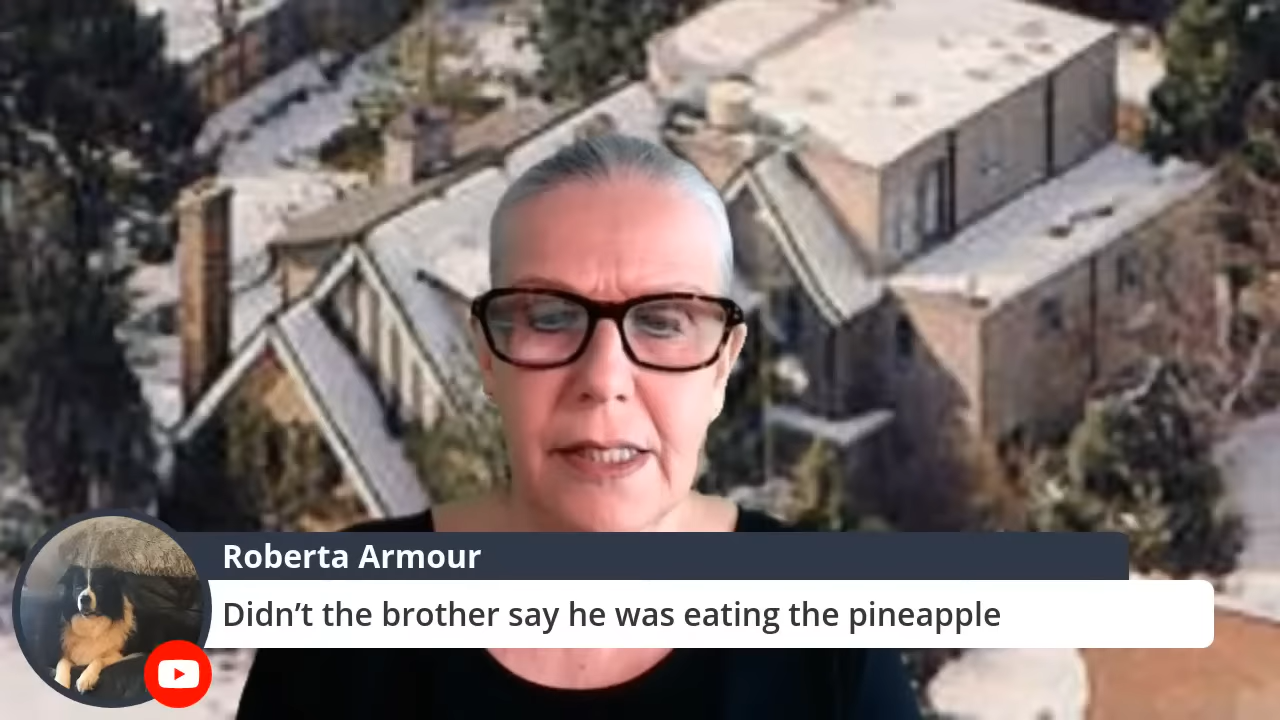 Roberta Armour
Didn’t the brother say he was eating the pineapple